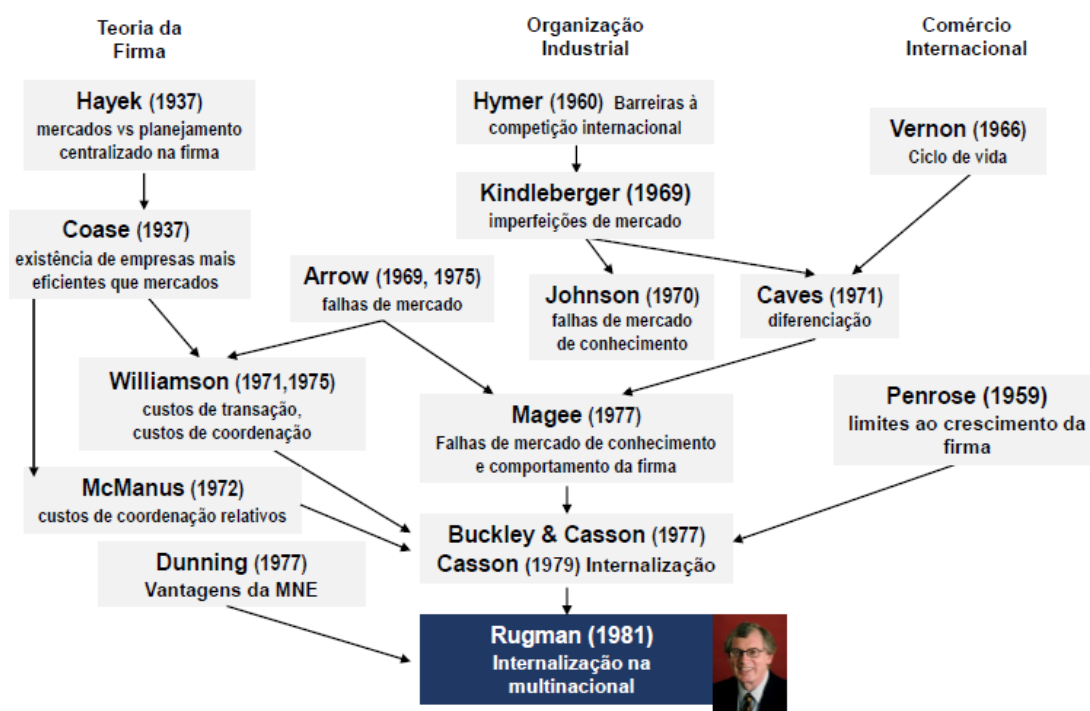 Teoria da
Firma
Organização
Industrial
Comércio
Internacional
Hayek (1937)
mercados vs planejamento
centralizado na firma
Hymer (1960) Barreiras à
competição internacional
Vernon (1966)
Ciclo de vida
Kindleberger (1969)
imperfeições de mercado
Coase (1937)
existência de empresas mais
eficientes que mercados
Arrow (1969, 1975)
falhas de mercado
Johnson (1970)
falhas de mercado
de conhecimento
Caves (1971)
diferenciação
Williamson (1971,1975)
custos de transação,
custos de coordenação
Magee (1977)
Falhas de mercado de conhecimento
e comportamento da firma
Penrose (1959)
limites ao crescimento da
firma
McManus (1972)
custos de coordenação relativos
Buckley & Casson (1977)
Casson (1979) Internalização
Dunning (1977)
Vantagens da MNE
Rugman (1981)
Internalização na
multinacional